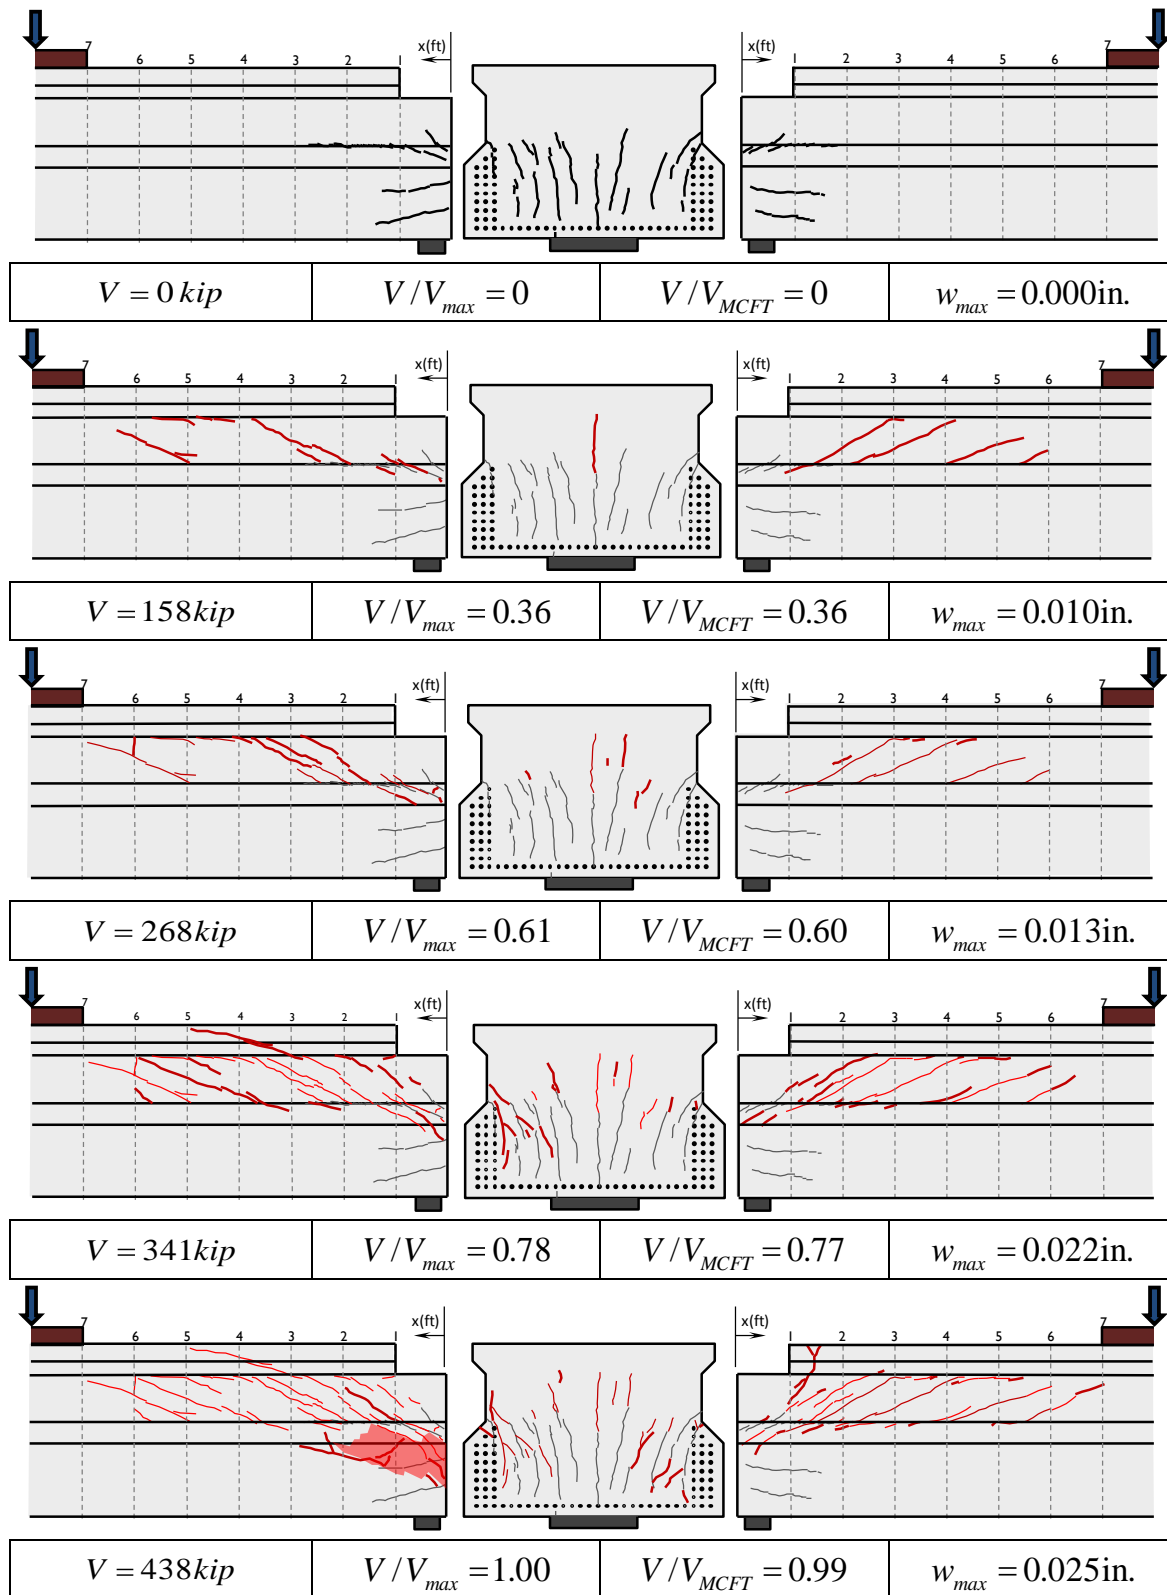 7 6 5 4 3 2 1 x(ft) x(ft) 1 2 3 4 5 6 7
V = 0 kip V/V_max = 0 V/V_MCFT = 0 w_max = 0.000in.
7 6 5 4 3 2 1 x(ft) x(ft) 1 2 3 4 5 6 7
V = 158kip V/V_max = 0.36 V/V_MCFT = 0.36 w_max = 0.010in.
7 6 5 4 3 2 1 x(ft) x(ft) 1 2 3 4 5 6 7
V = 268kip V/V_max = 0.61 V/V_MCFT = 0.60 w_max = 0.013in.
7 6 5 4 3 2 1 x(ft) x(ft) 1 2 3 4 5 6 7
V = 341kip V/V_max = 0.78 V/V_MCFT = 0.77 w_max = 0.022in.
7 6 5 4 3 2 1 x(ft) x(ft) 1 2 3 4 5 6 7
V = 438kip V/V_max = 1.00 V/V_MCFT = 0.99 w_max = 0.025in.